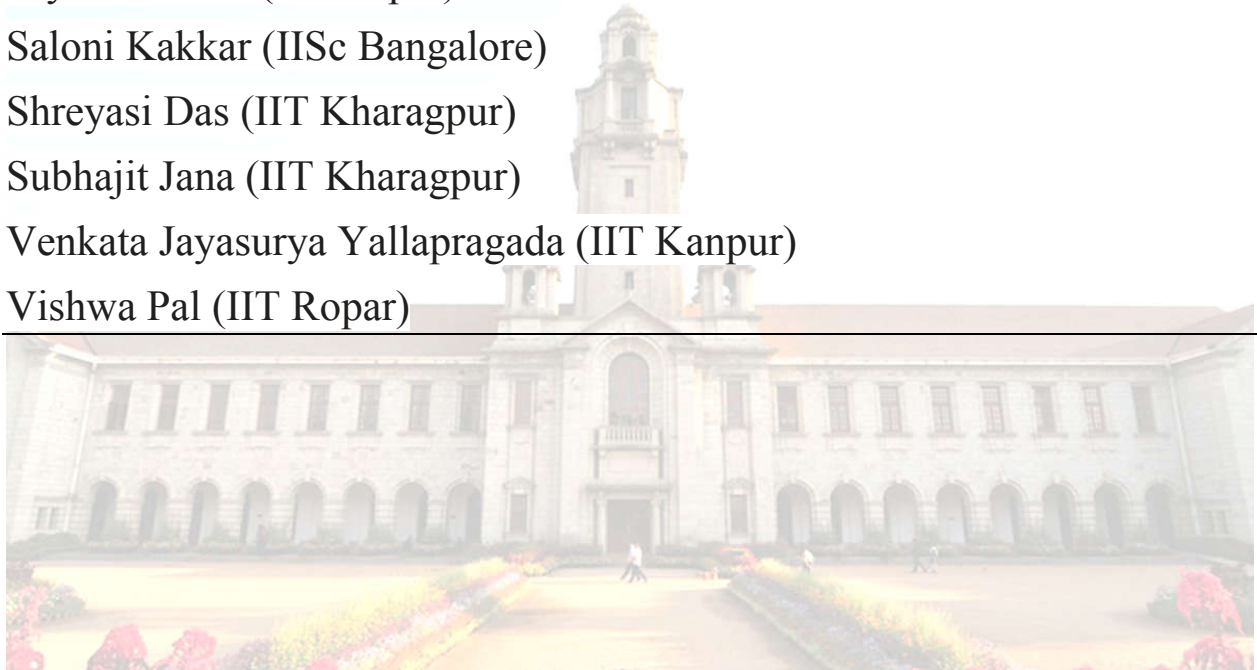 Saloni Kakkar (IISc Bangalore)
Shreyasi Das (IIT Kharagpur)
Subhajit Jana (IIT Kharagpur)
Venkata Jayasurya Yallapragada (IIT Kanpur)
Vishwa Pal (IIT Ropar)